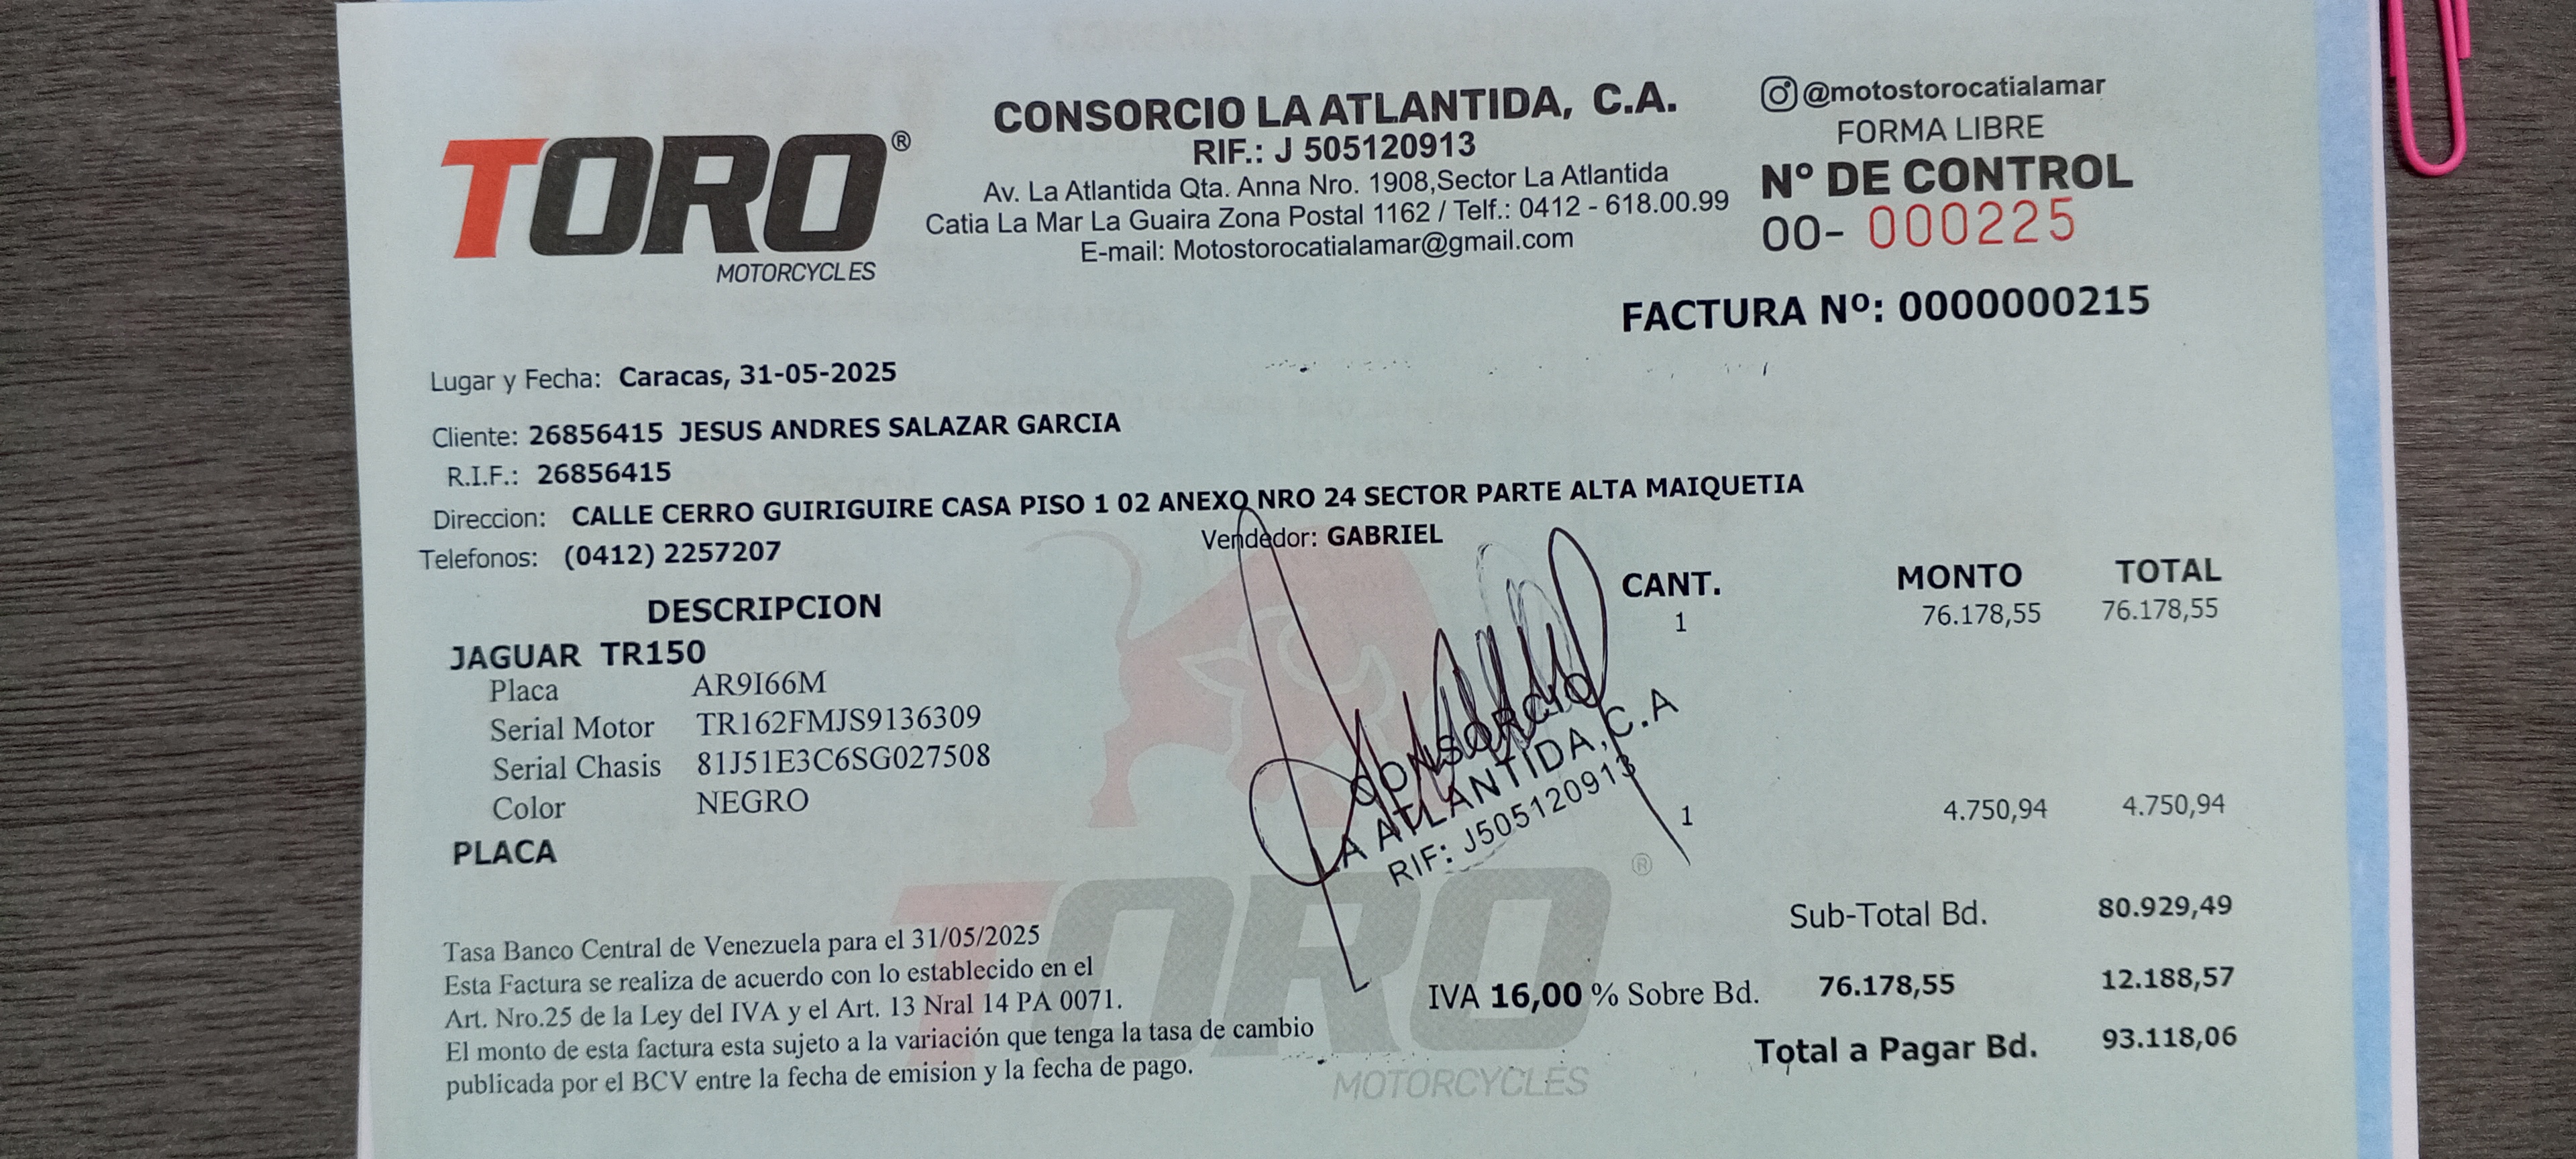 TORO®
MOTORCYCLES
CONSORCIO LA ATLANTIDA, C.A.
RIF.: J 505120913
Av. La Atlantida Qta. Anna Nro. 1908,Sector La Atlantida
Catia La Mar La Guaira Zona Postal 1162 / Telf.: 0412 - 618.00.99
E-mail: Motostorocatialamar@gmail.com
@motostorocatialamar
FORMA LIBRE
Nº DE CONTROL
00- 000225
FACTURA Nº: 0000000215
Lugar y Fecha: Caracas, 31-05-2025
Cliente: 26856415 JESUS ANDRES SALAZAR GARCIA
R.I.F.: 26856415
Direccion: CALLE CERRO GUIRIGUIRE CASA PISO 1 02 ANEXO NRO 24 SECTOR PARTE ALTA MAIQUETIA
Telefonos: (0412) 2257207 Vendedor: GABRIEL
DESCRIPCION CANT. MONTO TOTAL
JAGUAR TR150 1 76.178,55 76.178,55
Placa AR9I66M
Serial Motor TR162FMJS9136309
Serial Chasis 81J51E3C6SG027508
Color NEGRO
PLACA 1 4.750,94 4.750,94
CONSORCIO
LA ATLANTIDA,C.A
RIF: J505120913
TORO®
MOTORCYCLES
Sub-Total Bd. 80.929,49
IVA 16,00 % Sobre Bd. 76.178,55 12.188,57
Total a Pagar Bd. 93.118,06
Tasa Banco Central de Venezuela para el 31/05/2025
Esta Factura se realiza de acuerdo con lo establecido en el
Art. Nro.25 de la Ley del IVA y el Art. 13 Nral 14 PA 0071.
El monto de esta factura esta sujeto a la variación que tenga la tasa de cambio
publicada por el BCV entre la fecha de emision y la fecha de pago.